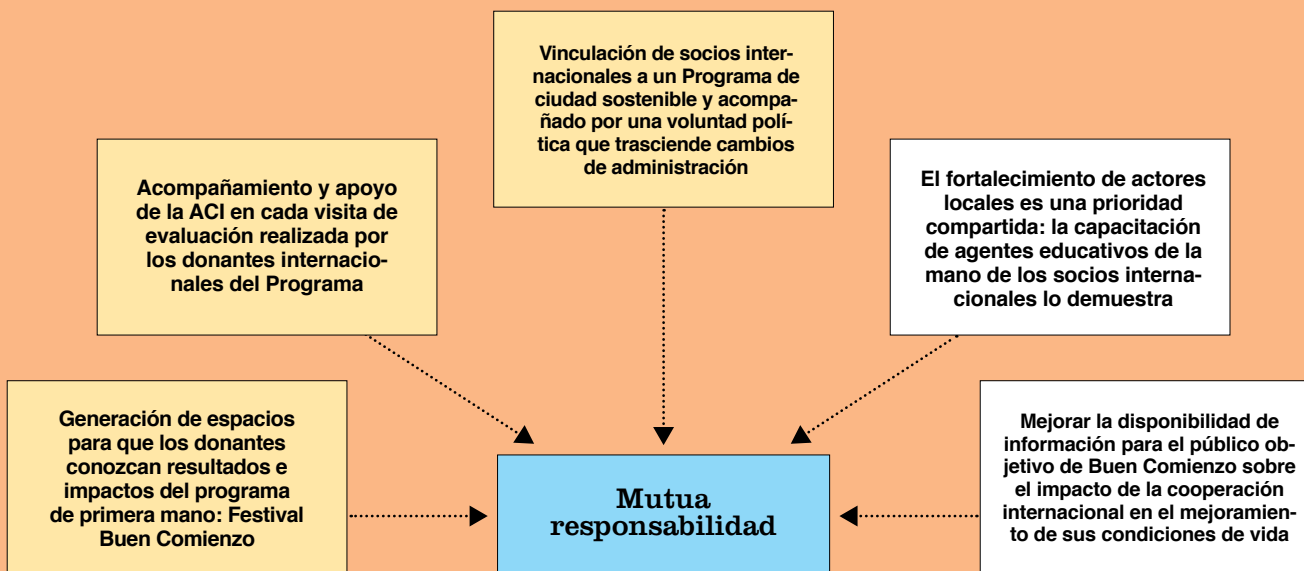 Vinculación de socios inter-
nacionales a un Programa de
ciudad sostenible y acompa-
ñado por una voluntad polí-
tica que trasciende cambios
de administración
Acompañamiento y apoyo
de la ACI en cada visita de
evaluación realizada por
los donantes internacio-
nales del Programa
El fortalecimiento de actores
locales es una prioridad
compartida: la capacitación
de agentes educativos de la
mano de los socios interna-
cionales lo demuestra
Generación de espacios
para que los donantes
conozcan resultados e
impactos del programa
de primera mano: Festival
Buen Comienzo
Mutua
responsabilidad
Mejorar la disponibilidad de
información para el público ob-
jetivo de Buen Comienzo sobre
el impacto de la cooperación
internacional en el mejoramien-
to de sus condiciones de vida